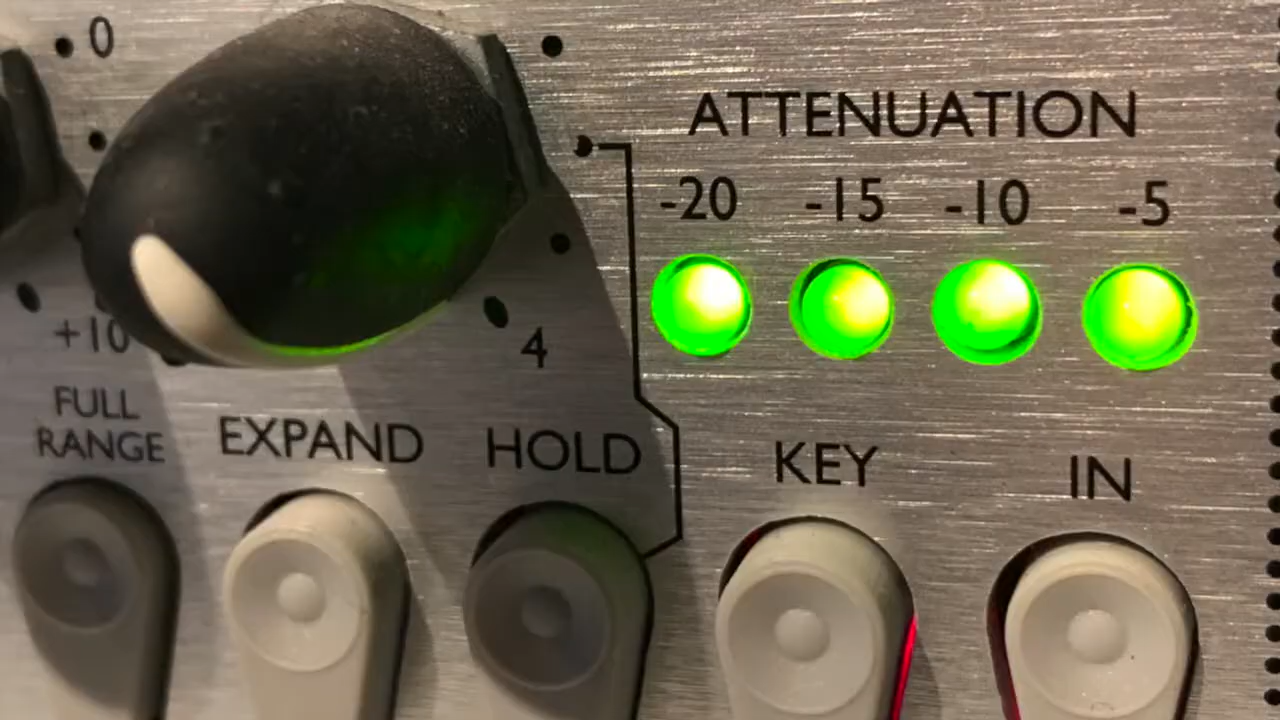 0
ATTENUATION
-20 -15 -10 -5
+10
4
FULL
RANGE
EXPAND
HOLD
KEY
IN